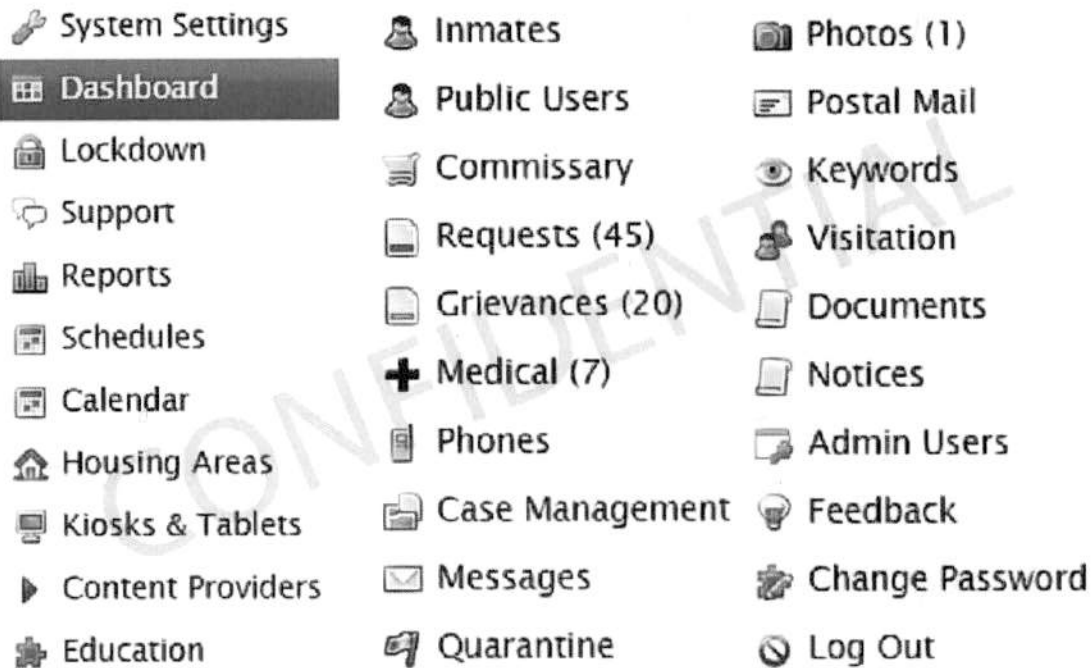 System Settings
Dashboard
Lockdown
Support
Reports
Schedules
Calendar
Housing Areas
Kiosks & Tablets
Content Providers
Education
Inmates
Public Users
Commissary
Requests (45)
Grievances (20)
Medical (7)
Phones
Case Management
Messages
Quarantine
Photos (1)
Postal Mail
Keywords
Visitation
Documents
Notices
Admin Users
Feedback
Change Password
Log Out
CONFIDENTIAL